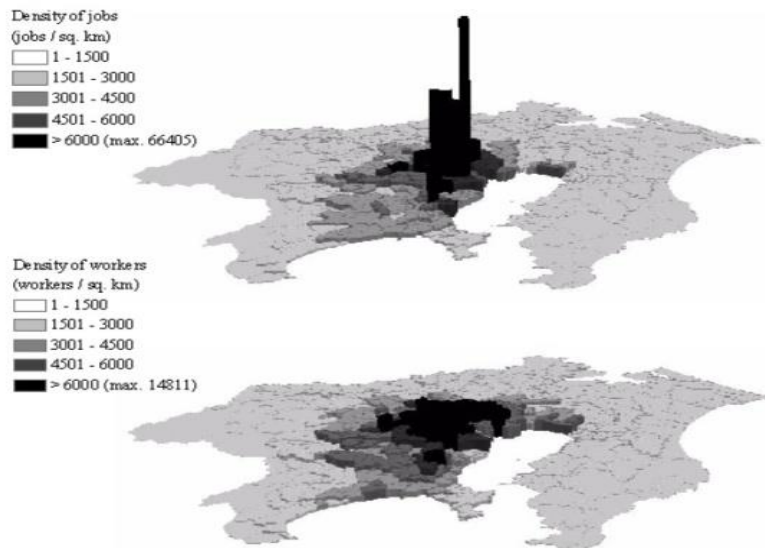 Density of jobs
(jobs / sq. km)
1 - 1500
1501 - 3000
3001 - 4500
4501 - 6000
> 6000 (max. 66405)
Density of workers
(workers / sq. km)
1 - 1500
1501 - 3000
3001 - 4500
4501 - 6000
> 6000 (max. 14811)